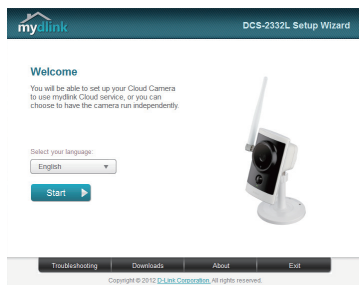 mydlink
DCS-2332L Setup Wizard
Welcome
You will be able to set up your Cloud Camera
to use mydlink Cloud service, or you can
choose to have the camera run independently.
Select your language:
English
Start
Troubleshooting
Downloads
About
Exit
Copyright © 2012 D-Link Corporation. All rights reserved.